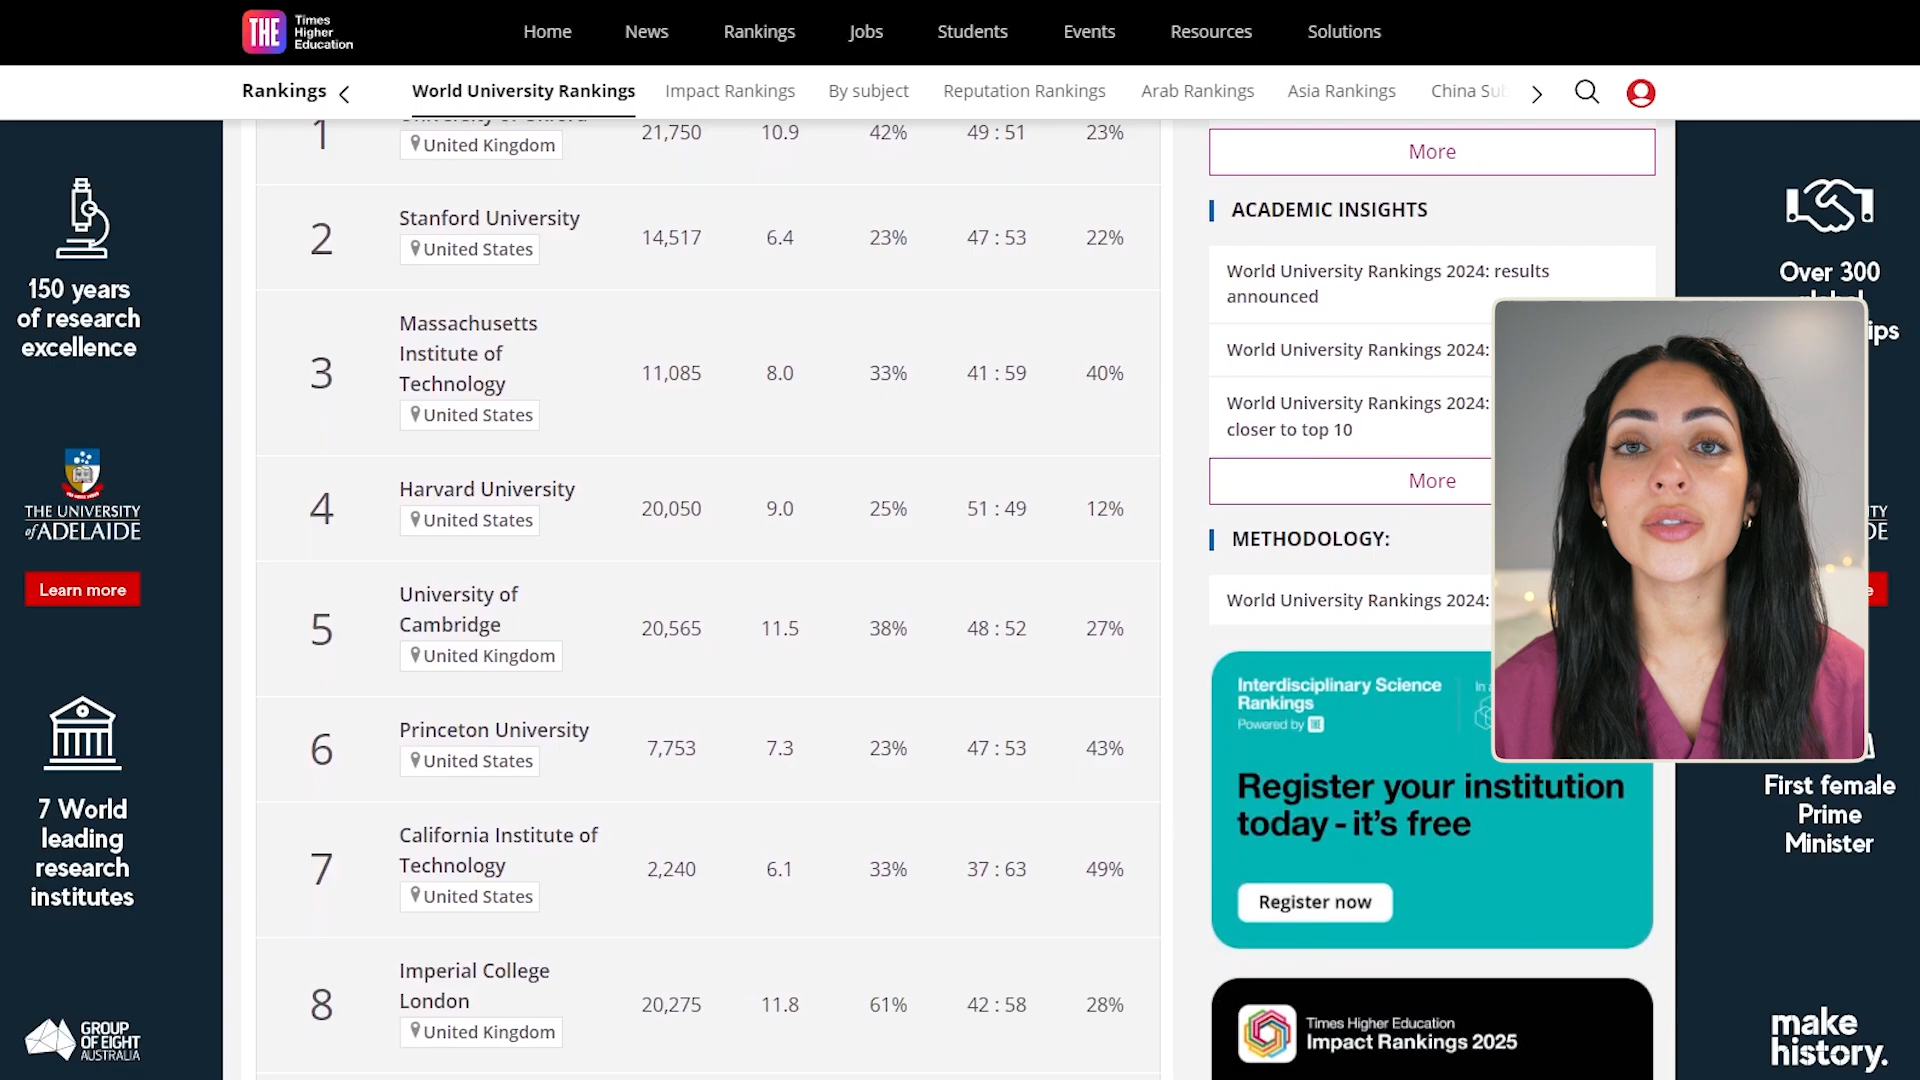 THE Times
Higher
Education
Home News Rankings Jobs Students Events Resources Solutions
Rankings
World University Rankings Impact Rankings By subject Reputation Rankings Arab Rankings Asia Rankings China Sub
1 University of Oxford 21,750 10.9 42% 49 : 51 23%
United Kingdom
2 Stanford University 14,517 6.4 23% 47 : 53 22%
United States
3 Massachusetts
Institute of
Technology 11,085 8.0 33% 41 : 59 40%
United States
4 Harvard University 20,050 9.0 25% 51 : 49 12%
United States
5 University of
Cambridge 20,565 11.5 38% 48 : 52 27%
United Kingdom
6 Princeton University 7,753 7.3 23% 47 : 53 43%
United States
7 California Institute of
Technology 2,240 6.1 33% 37 : 63 49%
United States
8 Imperial College
London 20,275 11.8 61% 42 : 58 28%
United Kingdom
More
ACADEMIC INSIGHTS
World University Rankings 2024: results
announced
World University Rankings 2024:
World University Rankings 2024:
closer to top 10
More
METHODOLOGY:
World University Rankings 2024:
Interdisciplinary Science
Rankings
Powered by THE
Register your institution
today - it's free
Register now
Times Higher Education
Impact Rankings 2025
150 years
of research
excellence
THE UNIVERSITY
of ADELAIDE
Learn more
7 World
leading
research
institutes
GROUP
OF EIGHT
AUSTRALIA
Over 300
First female
Prime
Minister
make
history.